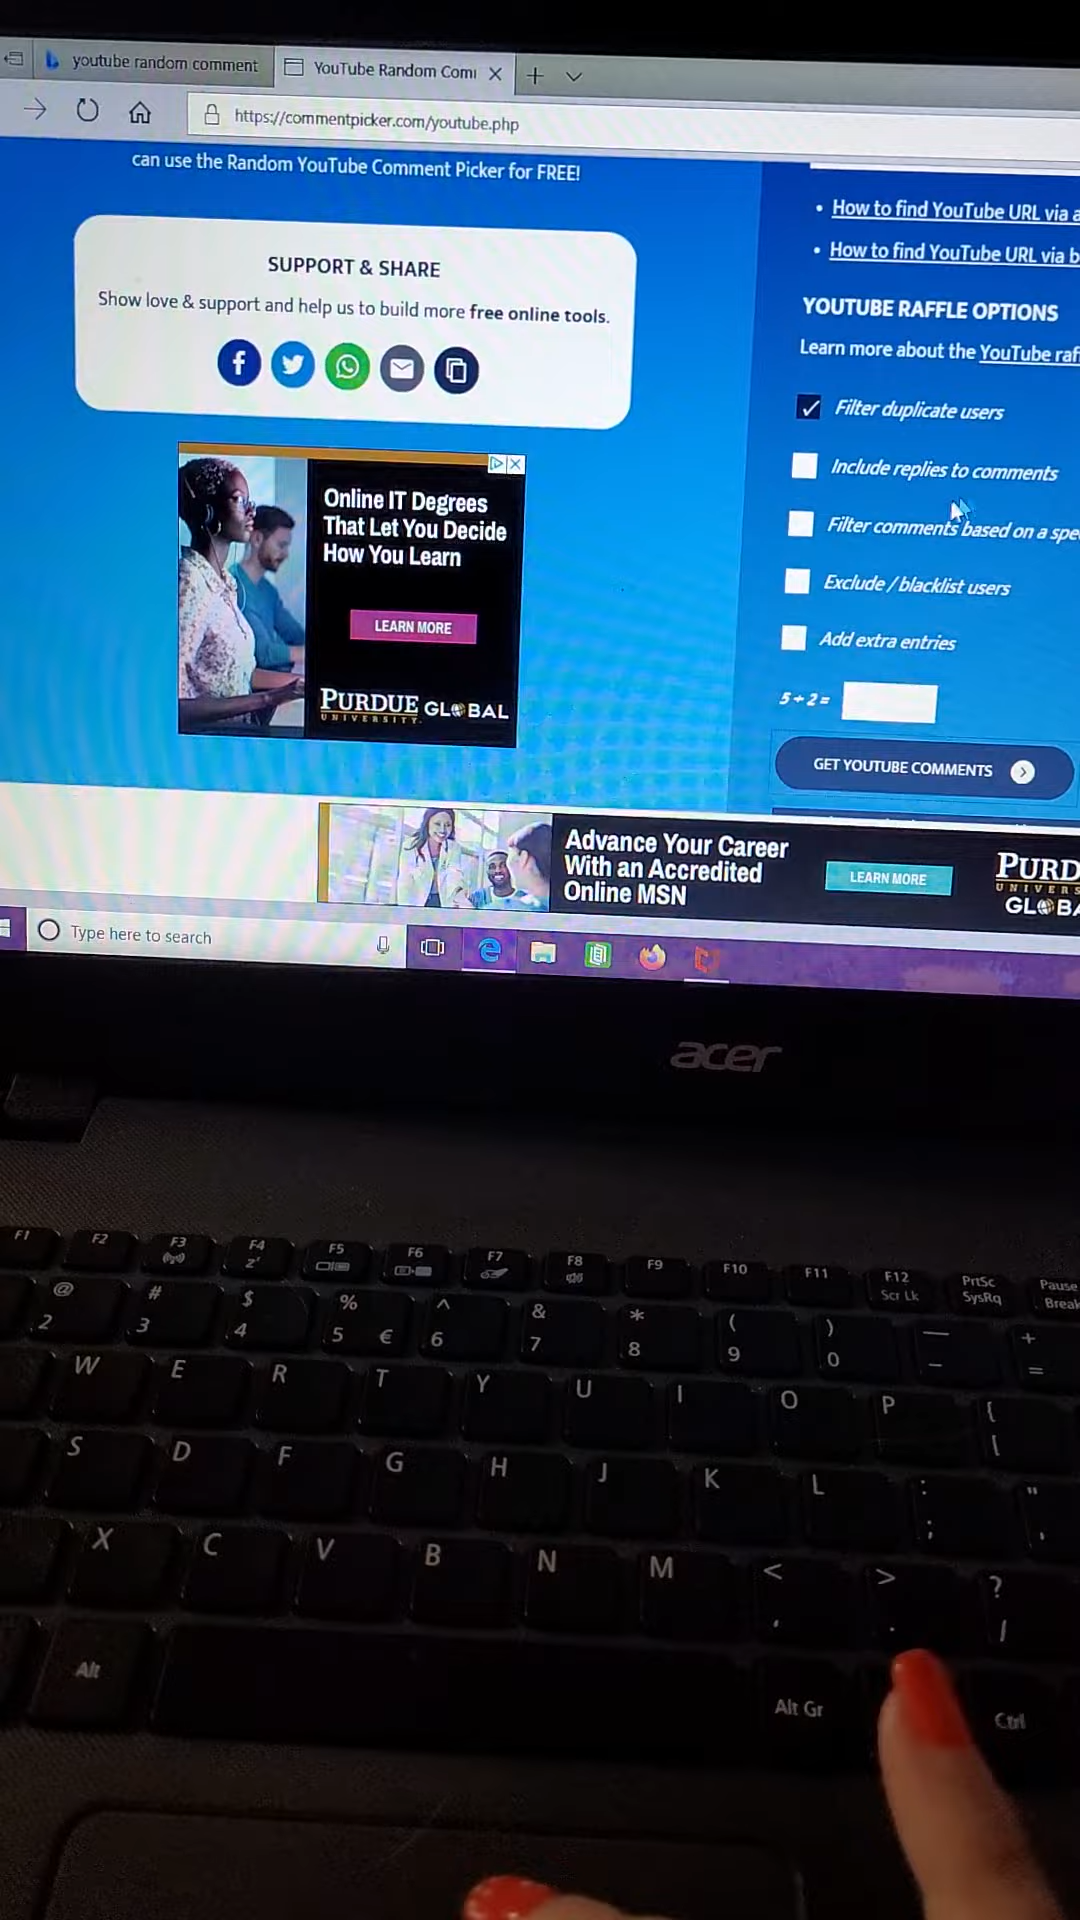 youtube random comment
YouTube Random Com
https://commentpicker.com/youtube.php
can use the Random YouTube Comment Picker for FREE!
SUPPORT & SHARE
Show love & support and help us to build more free online tools.
Online IT Degrees
That Let You Decide
How You Learn
LEARN MORE
PURDUE GLOBAL
UNIVERSITY
• How to find YouTube URL via a
• How to find YouTube URL via b
YOUTUBE RAFFLE OPTIONS
Learn more about the YouTube raf
Filter duplicate users
Include replies to comments
Filter comments based on a spe
Exclude / blacklist users
Add extra entries
5+2=
GET YOUTUBE COMMENTS
Advance Your Career
With an Accredited
Online MSN
LEARN MORE
PURD
UNIVERS
GLOBA
Type here to search
acer
F1 F2 F3 F4 F5 F6 F7 F8 F9 F10 F11 F12 PrtSc Pause
Scr Lk SysRq Break
@ # $ % ^ & * ( ) — +
2 3 4 5 € 6 7 8 9 0 - =
W E R T Y U I O P { [
S D F G H J K L : ; " '
X C V B N M < , > . ? /
Alt Alt Gr Ctrl